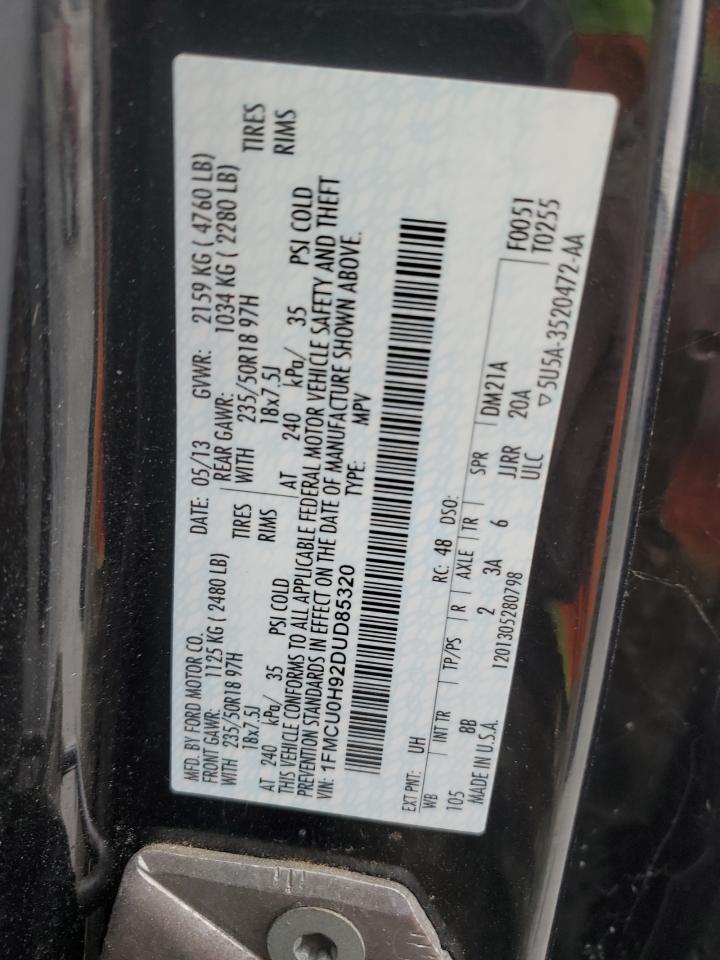 MFD. BY FORD MOTOR CO.
DATE: 05/13 GVWR: 2159 KG ( 4760 LB)
FRONT GAWR: 1125 KG ( 2480 LB) REAR GAWR: 1034 KG ( 2280 LB)
WITH 235/50R18 97H TIRES WITH 235/50R18 97H TIRES
18x7.5J RIMS 18x7.5J RIMS
AT 240 kPa/ 35 PSI COLD AT 240 kPa/ 35 PSI COLD
THIS VEHICLE CONFORMS TO ALL APPLICABLE FEDERAL MOTOR VEHICLE SAFETY AND THEFT
PREVENTION STANDARDS IN EFFECT ON THE DATE OF MANUFACTURE SHOWN ABOVE.
VIN: 1FMCU0H92DUD85320 TYPE: MPV
EXT PNT: UH RC: 48 DSO: F0051
WB INT TR TP/PS R AXLE TR SPR DM21A T0255
105 8B 2 3A 6 JJRR 20A
MADE IN U.S.A. 1201305280798 ULC ▽5U5A-3520472-AA